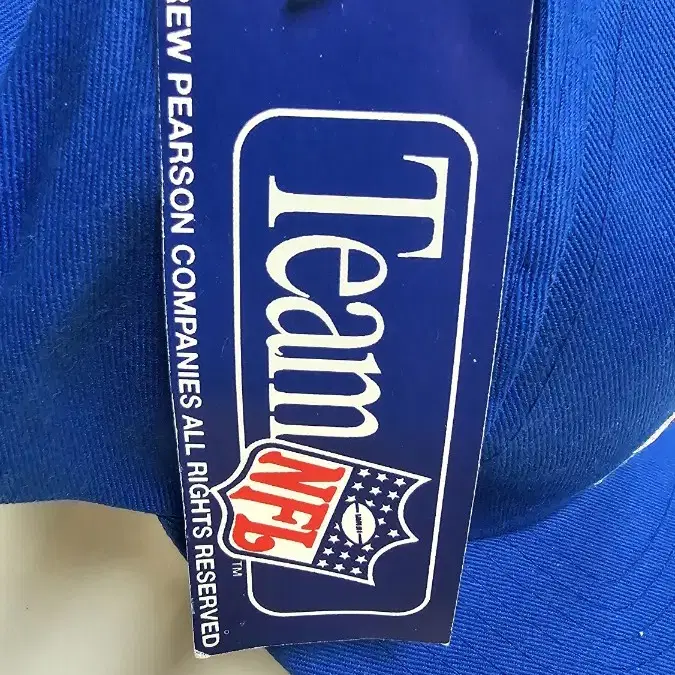 REW PEARSON COMPANIES ALL RIGHTS RESERVED
Team
NFL
TM